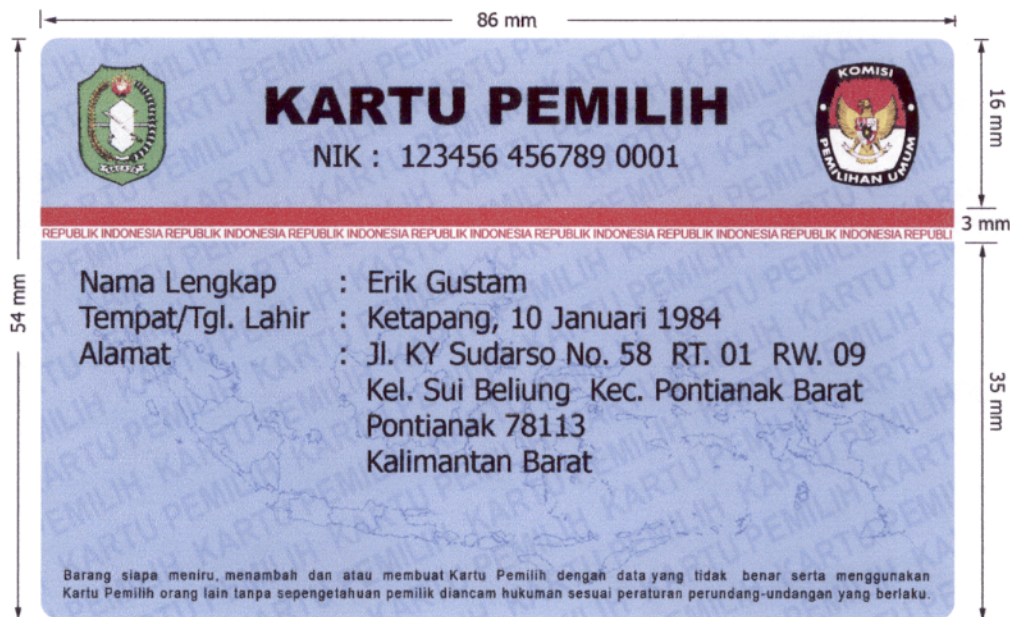 86 mm
KARTU PEMILIH
NIK : 123456 456789 0001
KOMISI
PEMILIHAN UMUM
16 mm
3 mm
REPUBLIK INDONESIA REPUBLIK INDONESIA REPUBLIK INDONESIA REPUBLIK INDONESIA REPUBLIK INDONESIA REPUBLIK INDONESIA REPUBLIK INDONESIA REPUBLI
54 mm
Nama Lengkap : Erik Gustam
Tempat/Tgl. Lahir : Ketapang, 10 Januari 1984
Alamat : Jl. KY Sudarso No. 58 RT. 01 RW. 09
Kel. Sui Beliung Kec. Pontianak Barat
Pontianak 78113
Kalimantan Barat
35 mm
Barang siapa meniru, menambah dan atau membuat Kartu Pemilih dengan data yang tidak benar serta menggunakan
Kartu Pemilih orang lain tanpa sepengetahuan pemilik diancam hukuman sesuai peraturan perundang-undangan yang berlaku.